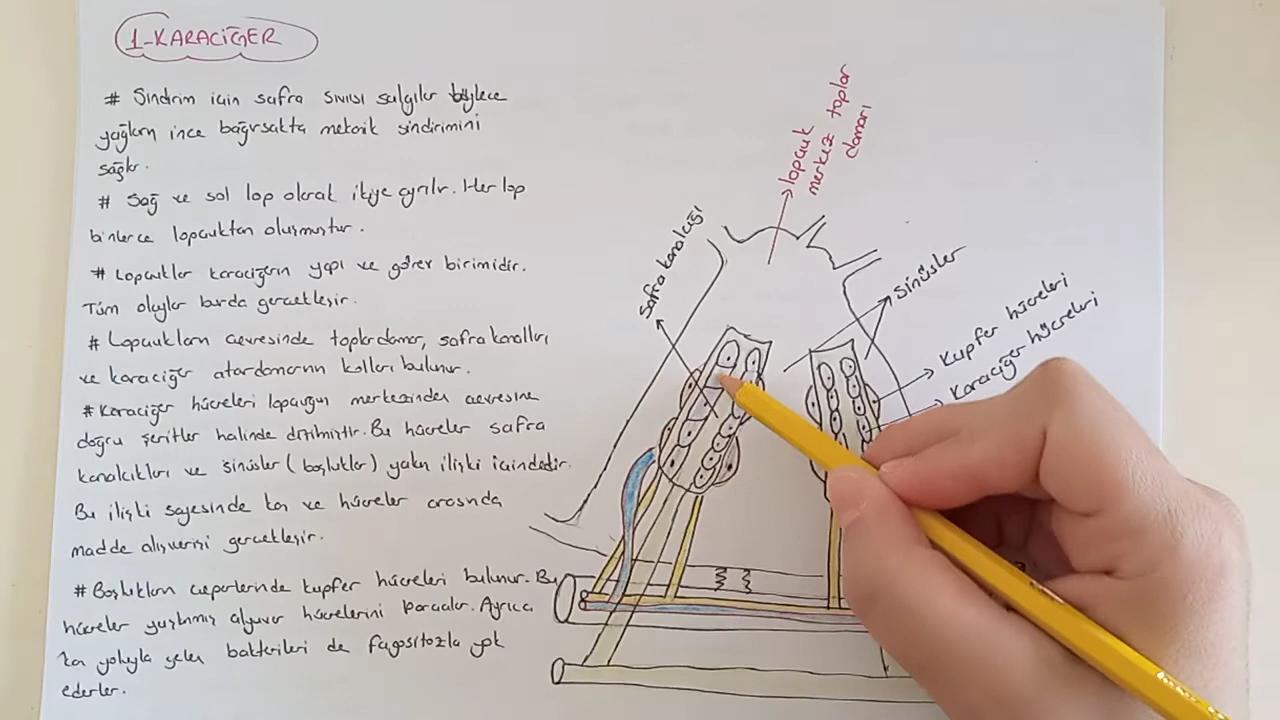 1-KARACİĞER
# Sindirim için safra sıvısı salgılar böylece
yağların ince bağırsakta mekanik sindirimini
sağlar.
# Sağ ve sol lop olarak ikiye ayrılır. Her lop
binlerce lopçuktan oluşmuştur.
# Lopçuklar karaciğerin yapı ve görev birimidir.
Tüm olaylar burda gerçekleşir.
# Lopçukların çevresinde toplardamar, safra kanalları
ve karaciğer atardamarının kolları bulunur.
# Karaciğer hücreleri lopçuğun merkezinden çevresine
doğru şeritler halinde dizilmiştir. Bu hücreler safra
kanalcıkları ve sinüsler (boşluklar) yakın ilişki içindedir.
Bu ilişki sayesinde kan ve hücreler arasında
madde alışverişi gerçekleşir.
# Boşlukların çeperlerinde kupfer hücreleri bulunur. Bu
hücreler yaşlanmış alyuvar hücrelerini parçalar. Ayrıca
kan yoluyla gelen bakterileri de fagositozla yok
ederler.
lopçuk
merkez toplar
damarı
Safra kanalcığı
Sinüsler
Kupfer hücreleri
Karaciğer hücreleri